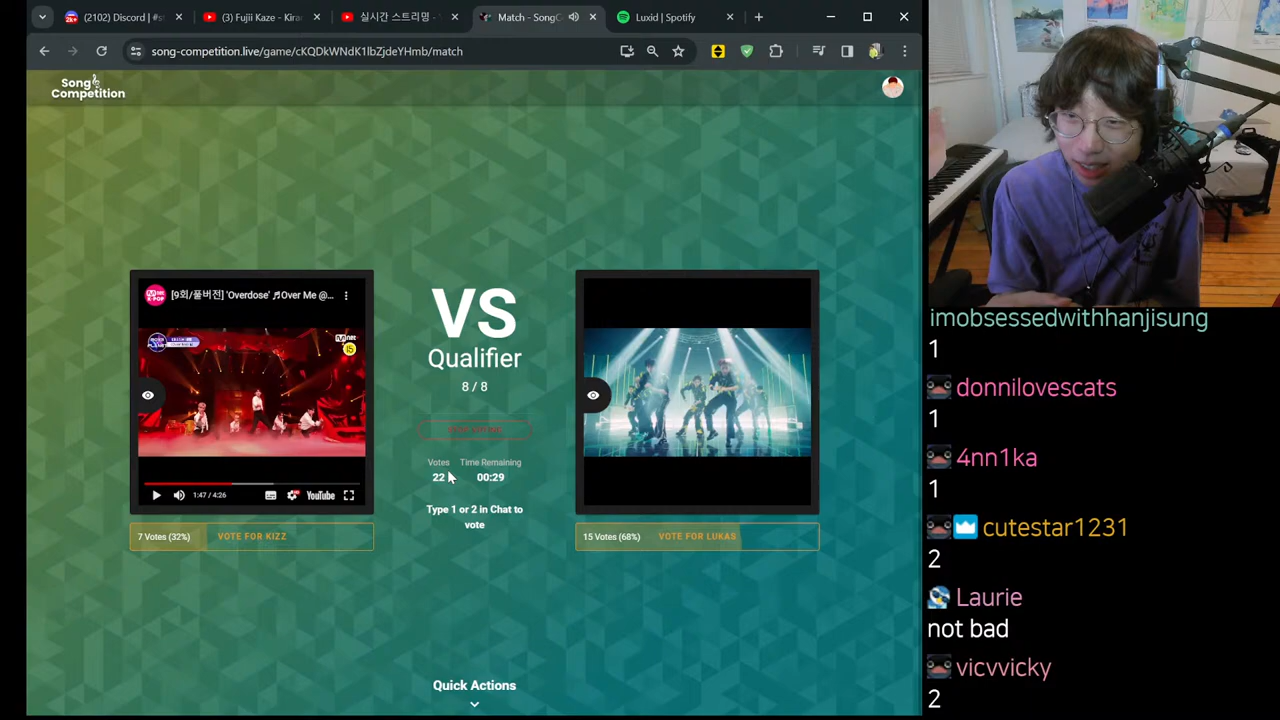 (2102) Discord | #s
(3) Fujii Kaze - Kira
실시간 스트리밍 -
Match - SongC
Luxid | Spotify
song-competition.live/game/cKQDkWNdK1lbZjdeYHmb/match
Song
Competition
[9회/풀버전] 'Overdose' ♬Over Me @...
1:47 / 4:26
YouTube
7 Votes (32%)
VOTE FOR KIZZ
VS
Qualifier
8 / 8
Votes
Time Remaining
22
00:29
Type 1 or 2 in Chat to
vote
15 Votes (68%)
VOTE FOR LUKAS
Quick Actions
imobsessedwithhanjisung
1
donnilovescats
1
4nn1ka
1
cutestar1231
2
Laurie
not bad
vicvvicky
2